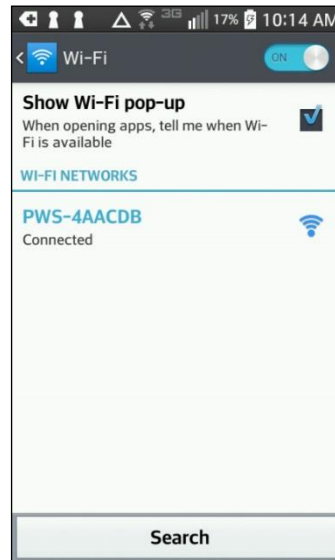 3G 17% 10:14 AM
Wi-Fi ON
Show Wi-Fi pop-up
When opening apps, tell me when Wi-
Fi is available
WI-FI NETWORKS
PWS-4AACDB
Connected
Search